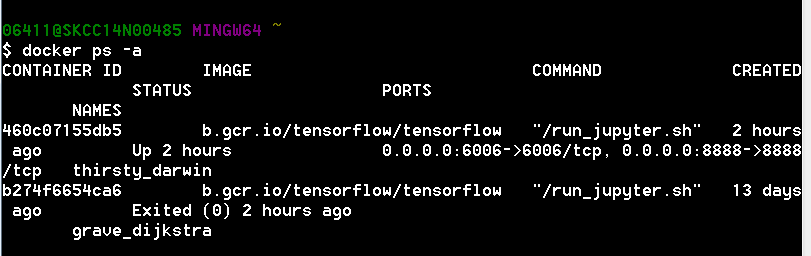 06411@SKCC14N00485 MINGW64 ~
$ docker ps -a
CONTAINER ID        IMAGE                            COMMAND             CREATED
             STATUS                   PORTS
       NAMES
460c07155db5        b.gcr.io/tensorflow/tensorflow   "/run_jupyter.sh"   2 hours
 ago         Up 2 hours               0.0.0.0:6006->6006/tcp, 0.0.0.0:8888->8888
/tcp   thirsty_darwin
b274f6654ca6        b.gcr.io/tensorflow/tensorflow   "/run_jupyter.sh"   13 days
 ago         Exited (0) 2 hours ago
       grave_dijkstra